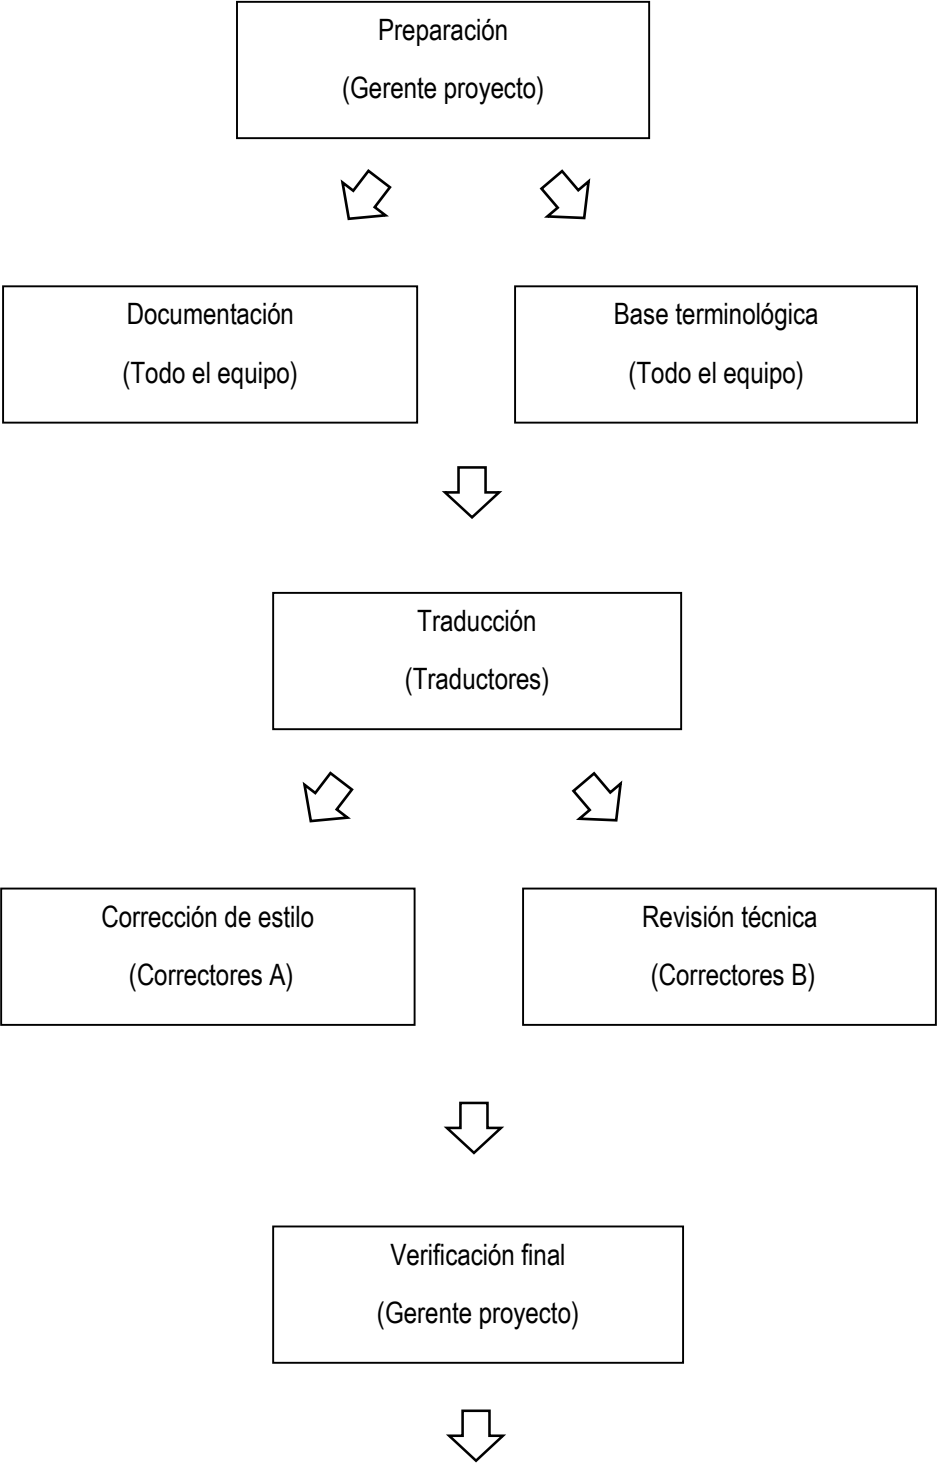 Preparación
(Gerente proyecto)
Documentación
(Todo el equipo)
Base terminológica
(Todo el equipo)
Traducción
(Traductores)
Corrección de estilo
(Correctores A)
Revisión técnica
(Correctores B)
Verificación final
(Gerente proyecto)